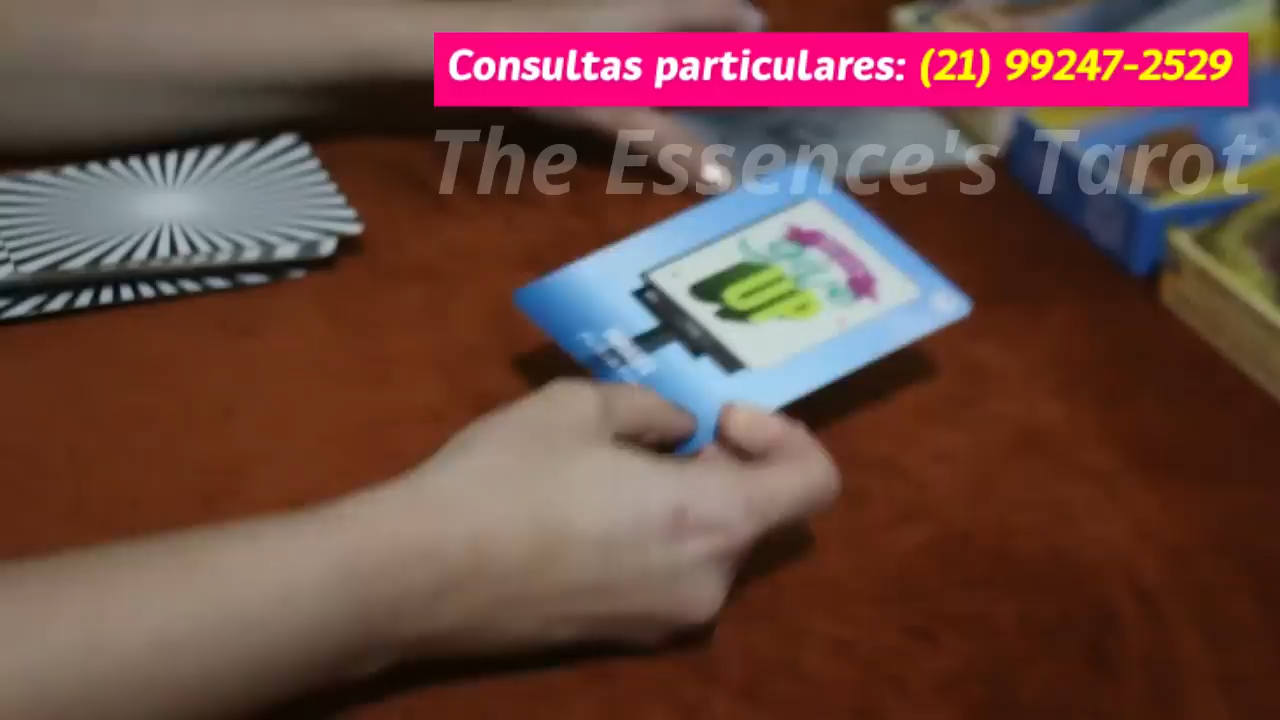 Consultas particulares: (21) 99247-2529
The Essence's Tarot
UP